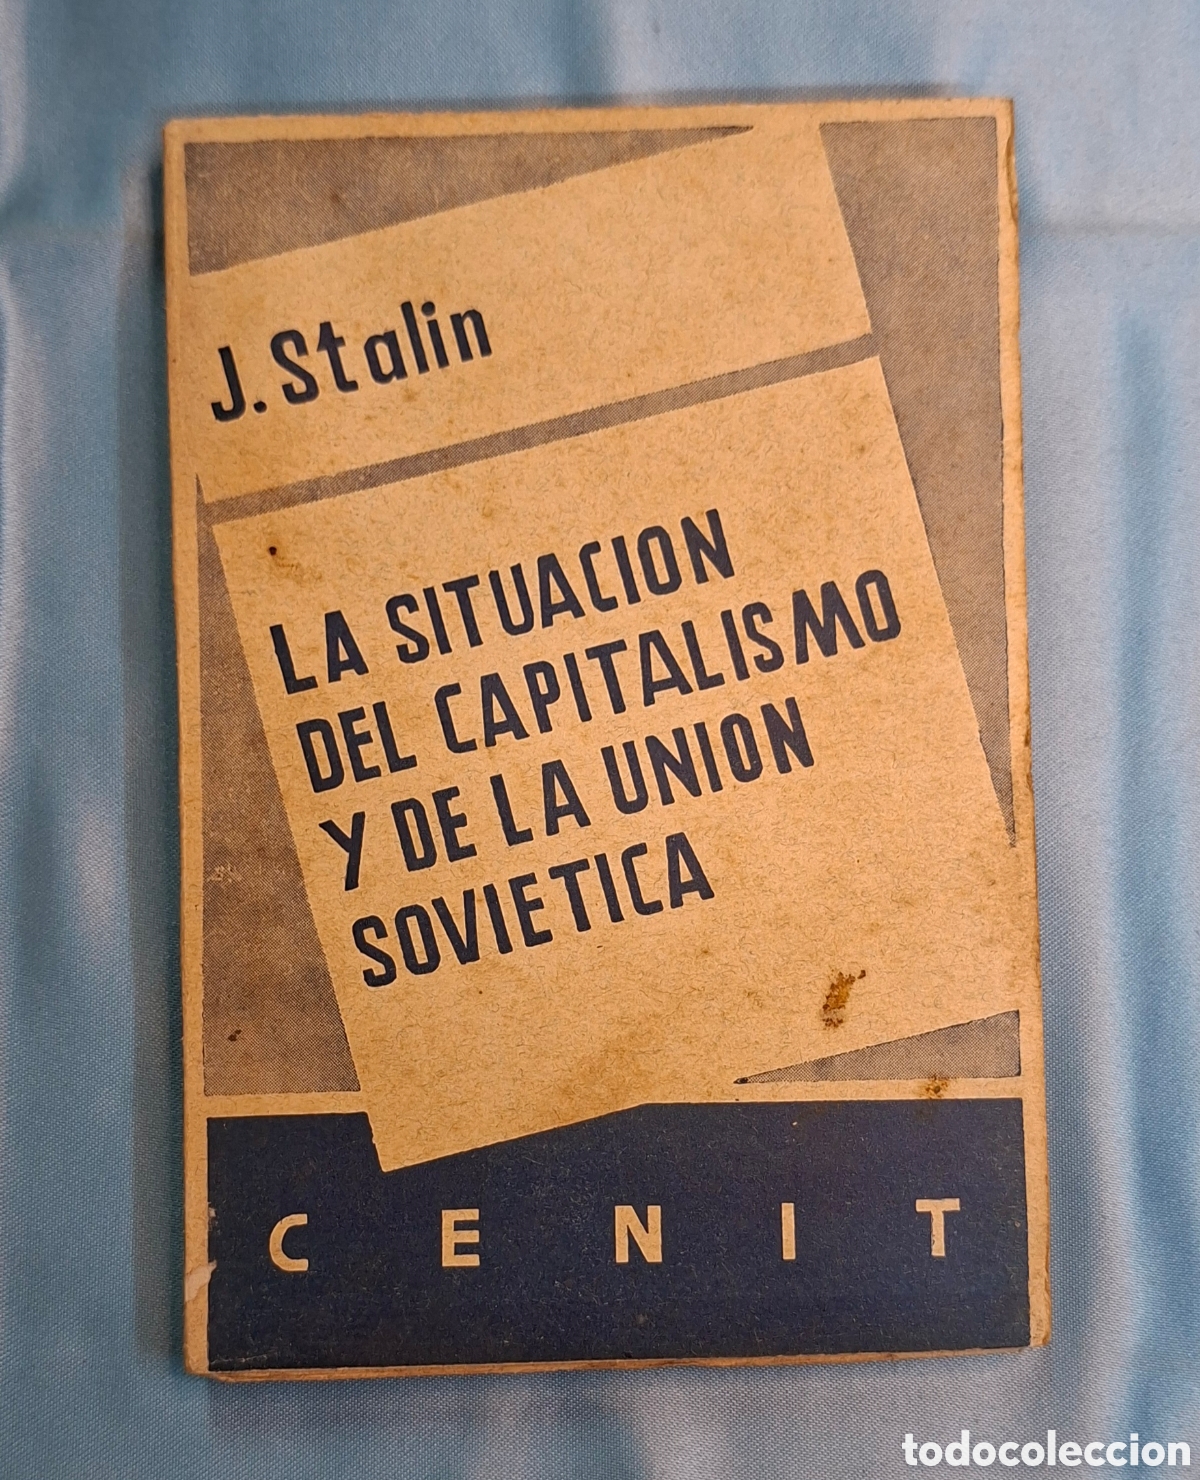 J. Stalin
LA SITUACION
DEL CAPITALISMO
Y DE LA UNION
SOVIETICA
CENIT
todocoleccion